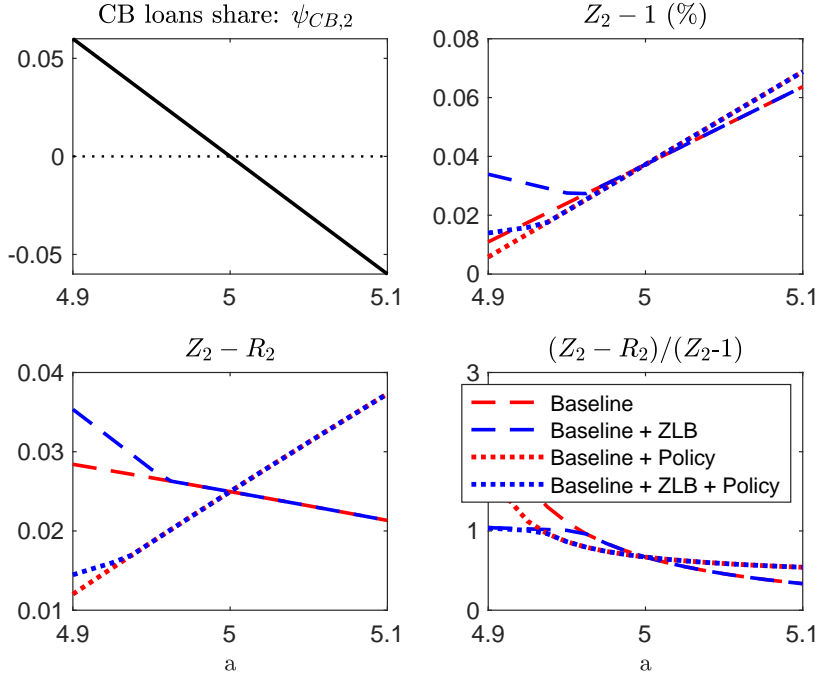 CB loans share: ψ_{CB,2}
0.05
0
-0.05
4.9
5
5.1
Z_2 − 1 (%)
0.08
0.06
0.04
0.02
0
4.9
5
5.1
Z_2 − R_2
0.04
0.03
0.02
0.01
4.9
5
5.1
a
(Z_2 − R_2)/(Z_2-1)
3
1
0
Baseline
Baseline + ZLB
Baseline + Policy
Baseline + ZLB + Policy
4.9
5
5.1
a